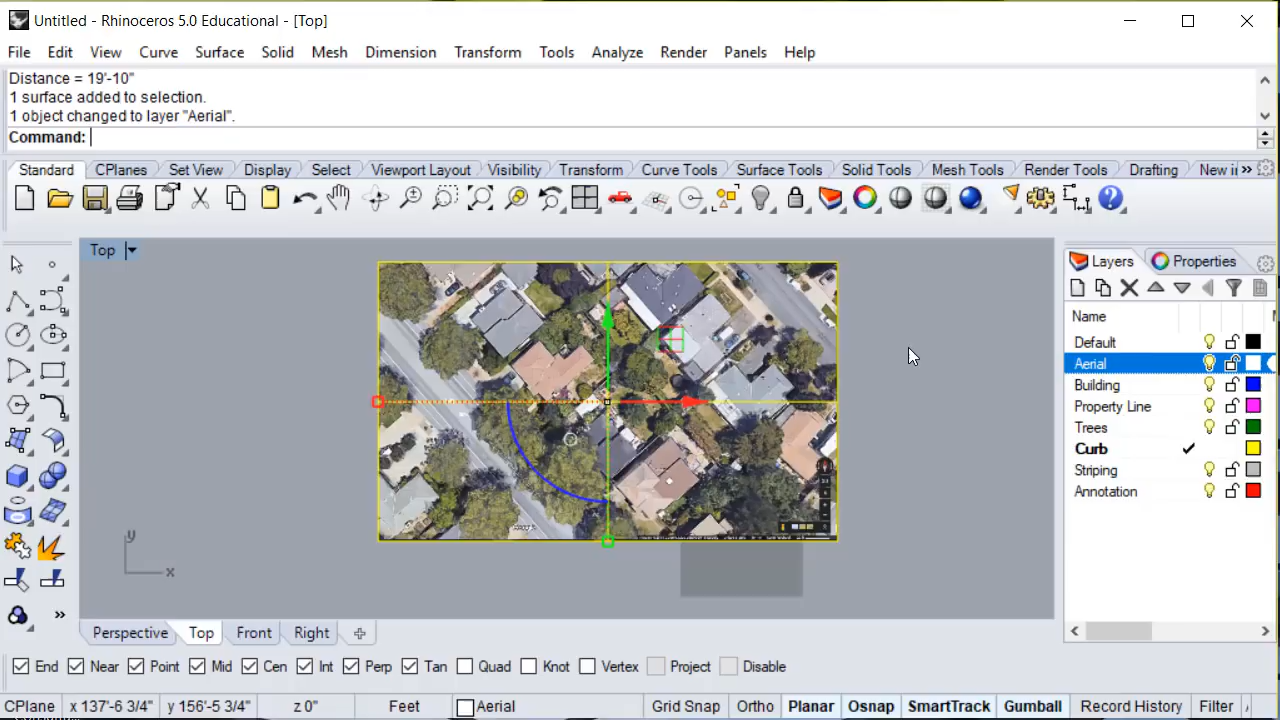 Untitled - Rhinoceros 5.0 Educational - [Top]
File Edit View Curve Surface Solid Mesh Dimension Transform Tools Analyze Render Panels Help
Distance = 19'-10"
1 surface added to selection.
1 object changed to layer "Aerial".
Command:
Standard CPlanes Set View Display Select Viewport Layout Visibility Transform Curve Tools Surface Tools Solid Tools Mesh Tools Render Tools Drafting New i »
Top
Layers Properties
Name
Default
Aerial
Building
Property Line
Trees
Curb
Striping
Annotation
y
x
»
Perspective Top Front Right
End Near Point Mid Cen Int Perp Tan Quad Knot Vertex Project Disable
CPlane x 137'-6 3/4" y 156'-5 3/4" z 0" Feet Aerial Grid Snap Ortho Planar Osnap SmartTrack Gumball Record History Filter